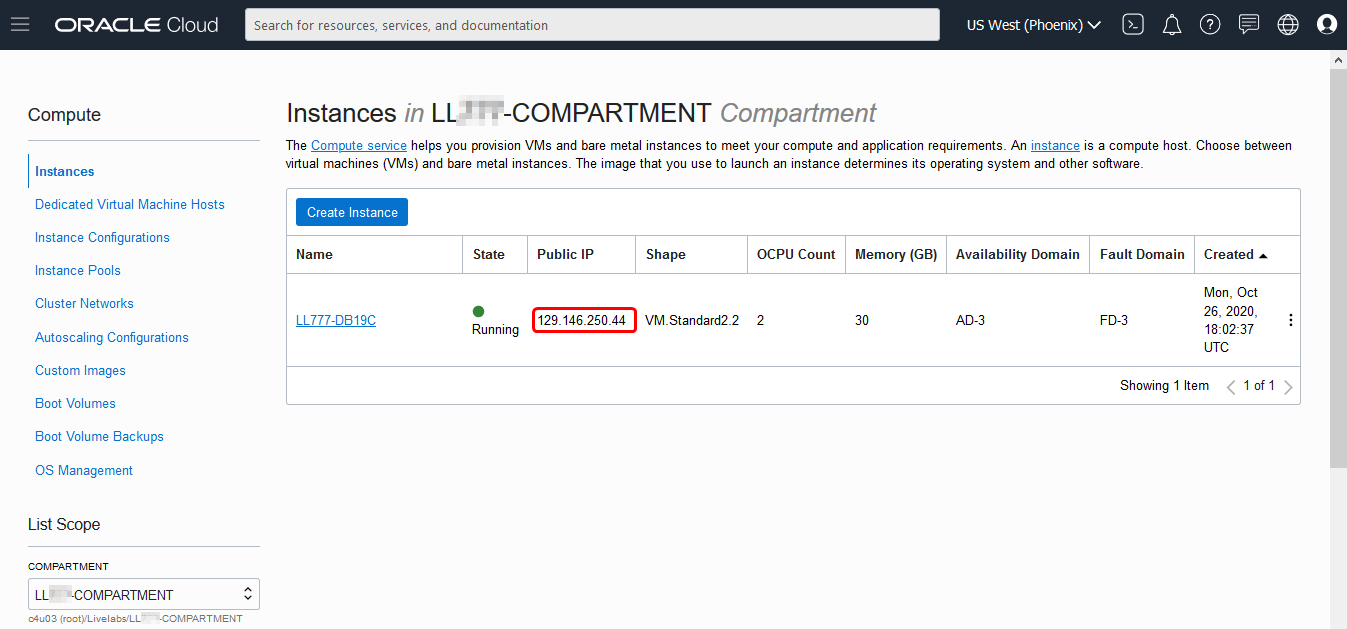 ORACLE Cloud
Search for resources, services, and documentation
US West (Phoenix)
Compute
Instances
Dedicated Virtual Machine Hosts
Instance Configurations
Instance Pools
Cluster Networks
Autoscaling Configurations
Custom Images
Boot Volumes
Boot Volume Backups
OS Management
List Scope
COMPARTMENT
LL -COMPARTMENT
c4u03 (root)/Livelabs/LL -COMPARTMENT
Instances in LL -COMPARTMENT Compartment
The Compute service helps you provision VMs and bare metal instances to meet your compute and application requirements. An instance is a compute host. Choose between
virtual machines (VMs) and bare metal instances. The image that you use to launch an instance determines its operating system and other software.
Create Instance
Name State Public IP Shape OCPU Count Memory (GB) Availability Domain Fault Domain Created
LL777-DB19C Running 129.146.250.44 VM.Standard2.2 2 30 AD-3 FD-3 Mon, Oct
26, 2020,
18:02:37
UTC
Showing 1 Item 1 of 1